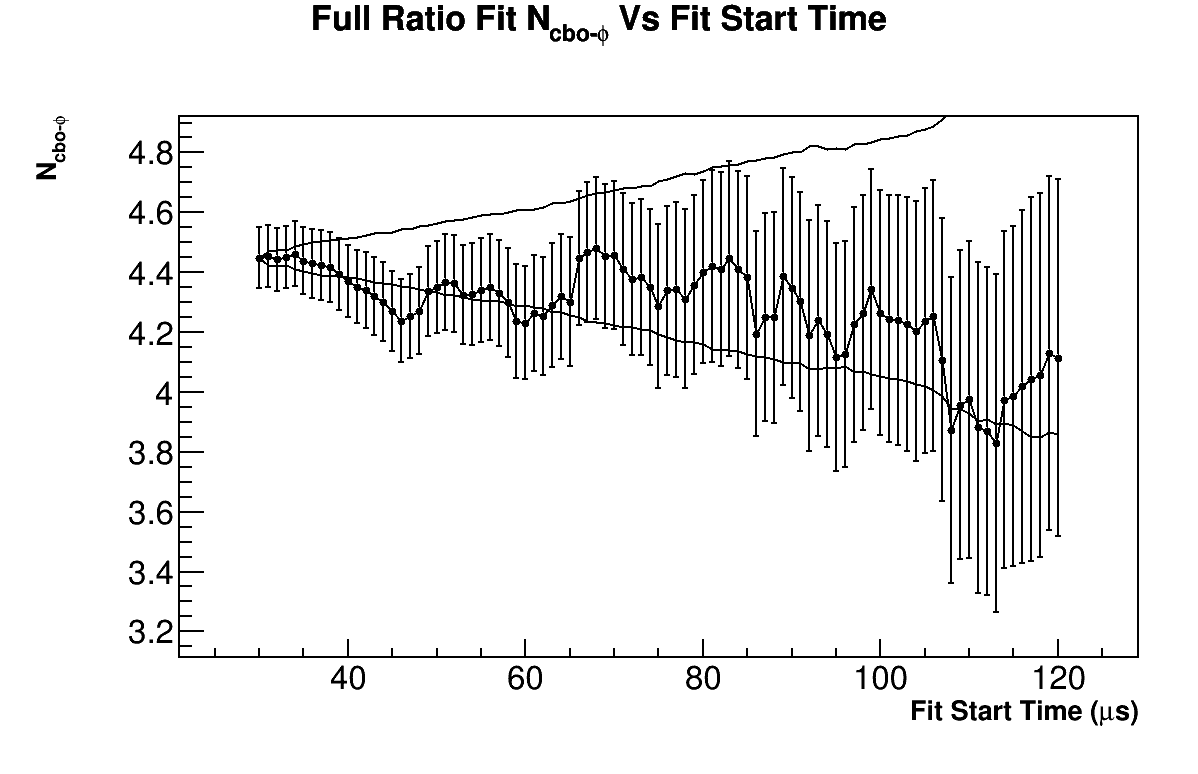 Full Ratio Fit N_cbo-ϕ Vs Fit Start Time
N_cbo-ϕ
4.8
4.6
4.4
4.2
4
3.8
3.6
3.4
3.2
40 60 80 100 120
Fit Start Time (μs)